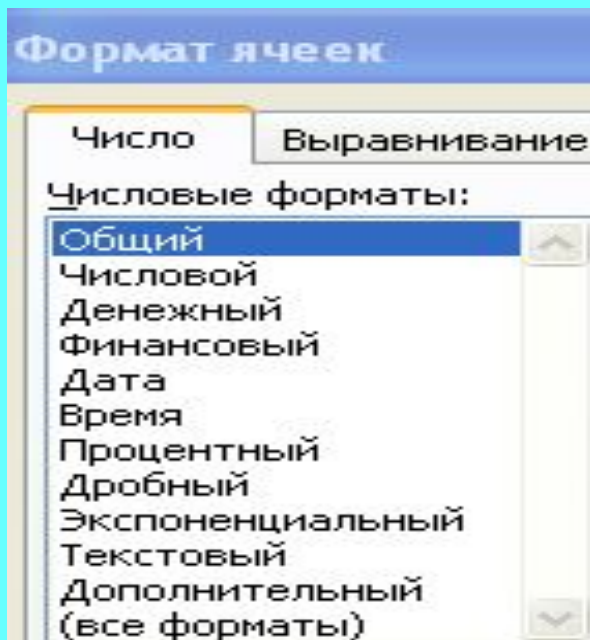 Формат ячеек
Число Выравнивание
Числовые форматы:
Общий
Числовой
Денежный
Финансовый
Дата
Время
Процентный
Дробный
Экспоненциальный
Текстовый
Дополнительный
(все форматы)